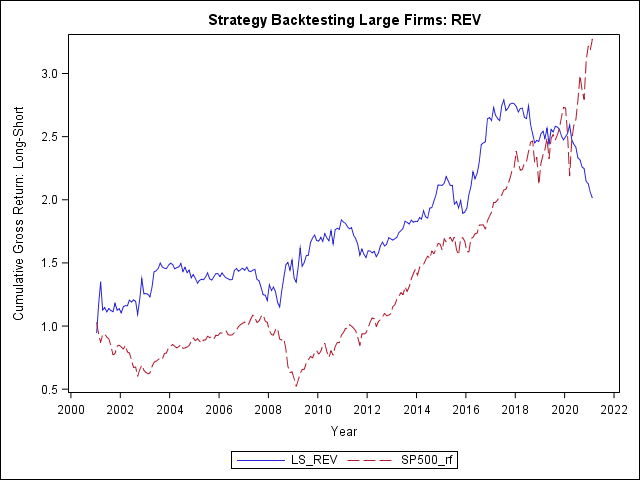 Strategy Backtesting Large Firms: REV
Cumulative Gross Return: Long-Short
3.0
2.5
2.0
1.5
1.0
0.5
2000 2002 2004 2006 2008 2010 2012 2014 2016 2018 2020 2022
Year
LS_REV SP500_rf